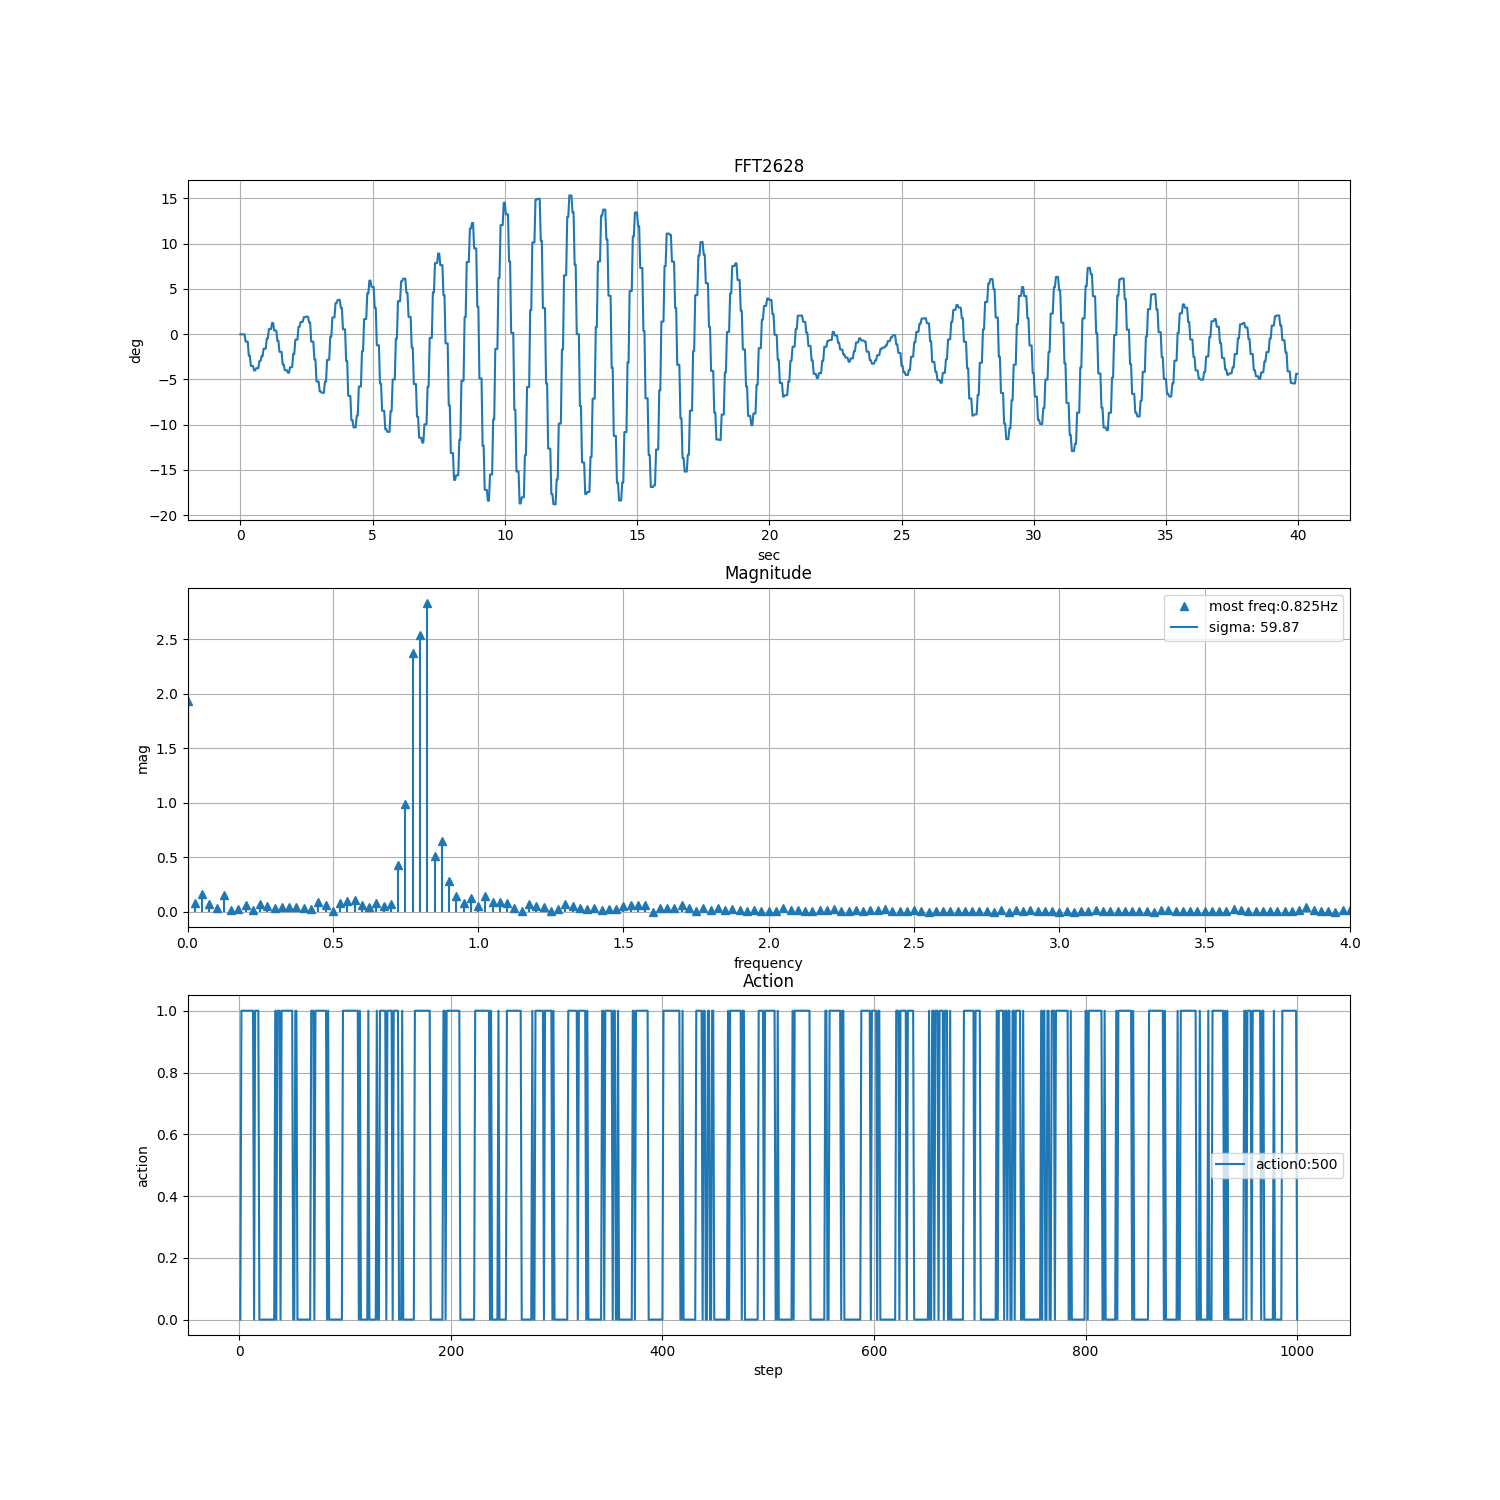 FFT2628
15
10
5
0
−5
−10
−15
−20
deg
0 5 10 15 20 25 30 35 40
sec
Magnitude
most freq:0.825Hz
sigma: 59.87
2.5
2.0
1.5
1.0
0.5
0.0
mag
0.0 0.5 1.0 1.5 2.0 2.5 3.0 3.5 4.0
frequency
Action
1.0
0.8
0.6
0.4
0.2
0.0
action
action0:500
0 200 400 600 800 1000
step